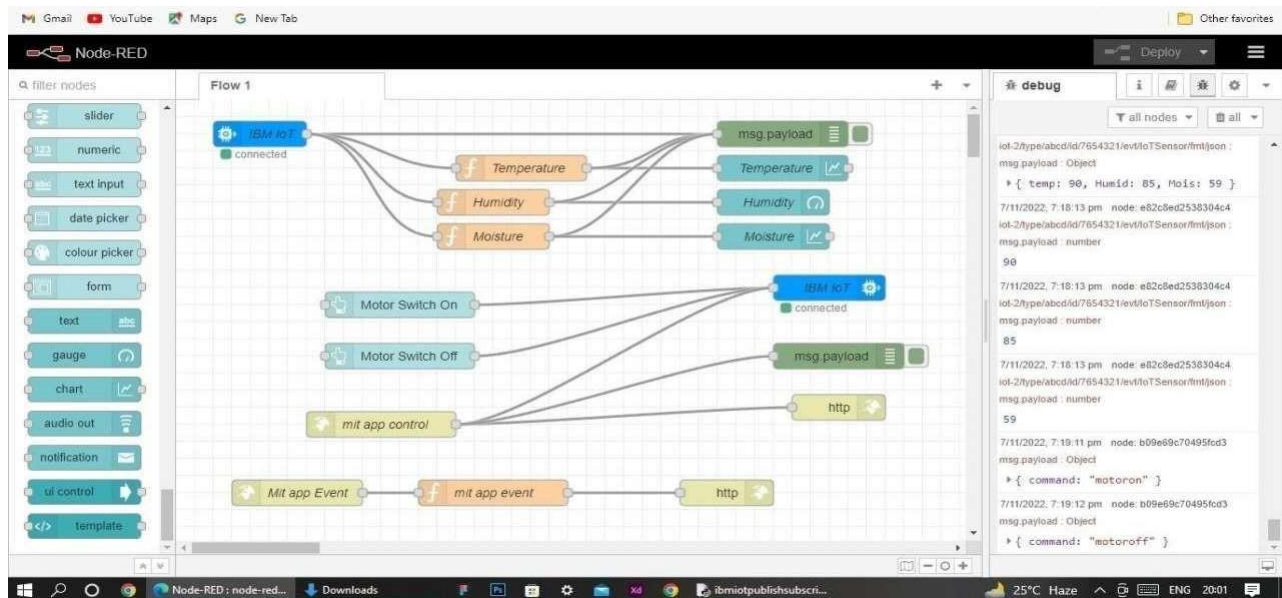 Gmail YouTube Maps New Tab Other favorites
Node-RED Deploy
filter nodes
slider
numeric
text input
date picker
colour picker
form
text
gauge
chart
audio out
notification
ui control
template
Flow 1
IBM IoT
connected
Temperature
Humidity
Moisture
msg.payload
Temperature
Humidity
Moisture
Motor Switch On
Motor Switch Off
mit app control
IBM IoT
connected
msg.payload
http
Mit app Event
mit app event
http
debug
all nodes all
iot-2/type/abcd/id/7654321/evt/IoTSensor/fmt/json :
msg.payload : Object
{ temp: 90, Humid: 85, Mois: 59 }
7/11/2022, 7:18:13 pm node: e82c8ed2538304c4
iot-2/type/abcd/id/7654321/evt/IoTSensor/fmt/json :
msg.payload : number
90
7/11/2022, 7:18:13 pm node: e82c8ed2538304c4
iot-2/type/abcd/id/7654321/evt/IoTSensor/fmt/json :
msg.payload : number
85
7/11/2022, 7:18:13 pm node: e82c8ed2538304c4
iot-2/type/abcd/id/7654321/evt/IoTSensor/fmt/json :
msg.payload : number
59
7/11/2022, 7:19:11 pm node: b09e69c70495fcd3
msg.payload : Object
{ command: "motoron" }
7/11/2022, 7:19:12 pm node: b09e69c70495fcd3
msg.payload : Object
{ command: "motoroff" }
Node-RED : node-red... Downloads ibmiotpublishsubscri... 25°C Haze ENG 20:01